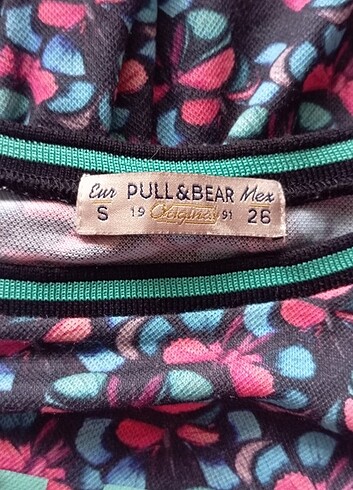 Eur PULL&BEAR Mex
S 19 Originals 91 26